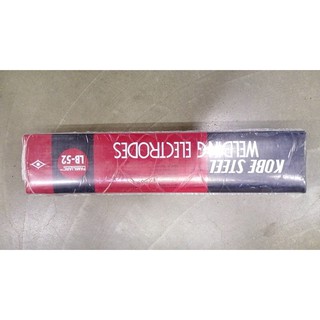 KOBE STEEL
WELDING ELECTRODES
LB-52